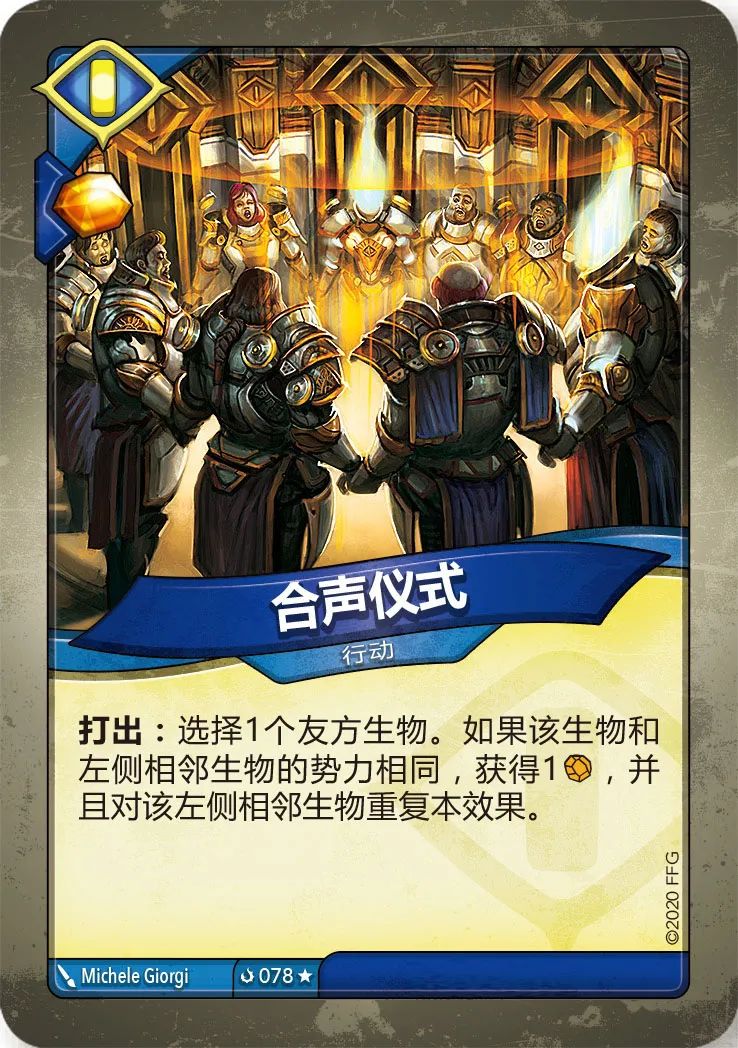 合声仪式
行动
打出：选择1个友方生物。如果该生物和
左侧相邻生物的势力相同，获得1，并
且对该左侧相邻生物重复本效果。
©2020 FFG
Michele Giorgi
078